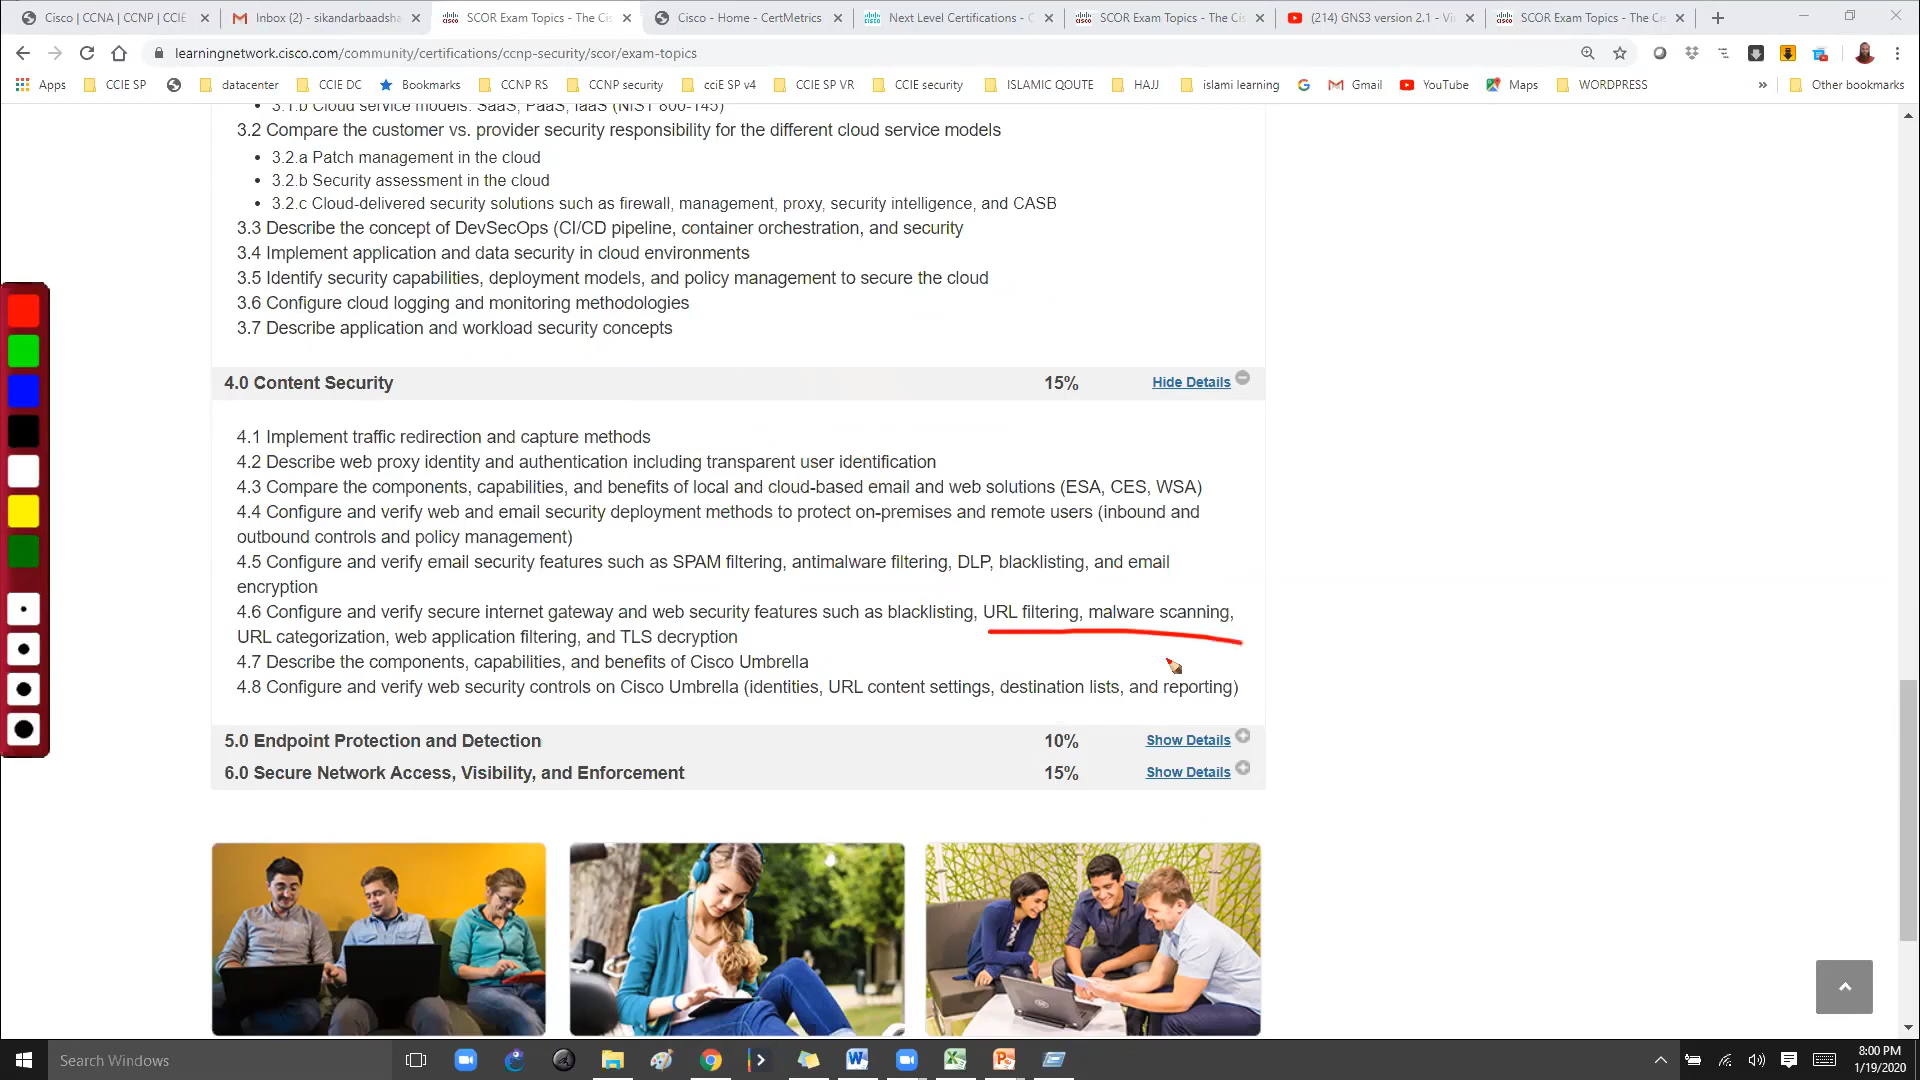 Cisco | CCNA | CCNP | CCIE
Inbox (2) - sikandarbaadsha
SCOR Exam Topics - The Cis
Cisco - Home - CertMetrics
Next Level Certifications - C
SCOR Exam Topics - The Cis
(214) GNS3 version 2.1 - Vi
SCOR Exam Topics - The Cis
learningnetwork.cisco.com/community/certifications/ccnp-security/scor/exam-topics
Apps CCIE SP datacenter CCIE DC Bookmarks CCNP RS CCNP security cciE SP v4 CCIE SP VR CCIE security ISLAMIC QOUTE HAJJ islami learning Gmail YouTube Maps WORDPRESS » Other bookmarks
• 3.1.b Cloud service models: SaaS, PaaS, IaaS (NIST 800-145)
3.2 Compare the customer vs. provider security responsibility for the different cloud service models
• 3.2.a Patch management in the cloud
• 3.2.b Security assessment in the cloud
• 3.2.c Cloud-delivered security solutions such as firewall, management, proxy, security intelligence, and CASB
3.3 Describe the concept of DevSecOps (CI/CD pipeline, container orchestration, and security
3.4 Implement application and data security in cloud environments
3.5 Identify security capabilities, deployment models, and policy management to secure the cloud
3.6 Configure cloud logging and monitoring methodologies
3.7 Describe application and workload security concepts
4.0 Content Security 15% Hide Details
4.1 Implement traffic redirection and capture methods
4.2 Describe web proxy identity and authentication including transparent user identification
4.3 Compare the components, capabilities, and benefits of local and cloud-based email and web solutions (ESA, CES, WSA)
4.4 Configure and verify web and email security deployment methods to protect on-premises and remote users (inbound and
outbound controls and policy management)
4.5 Configure and verify email security features such as SPAM filtering, antimalware filtering, DLP, blacklisting, and email
encryption
4.6 Configure and verify secure internet gateway and web security features such as blacklisting, URL filtering, malware scanning,
URL categorization, web application filtering, and TLS decryption
4.7 Describe the components, capabilities, and benefits of Cisco Umbrella
4.8 Configure and verify web security controls on Cisco Umbrella (identities, URL content settings, destination lists, and reporting)
5.0 Endpoint Protection and Detection 10% Show Details
6.0 Secure Network Access, Visibility, and Enforcement 15% Show Details
Search Windows
8:00 PM
1/19/2020